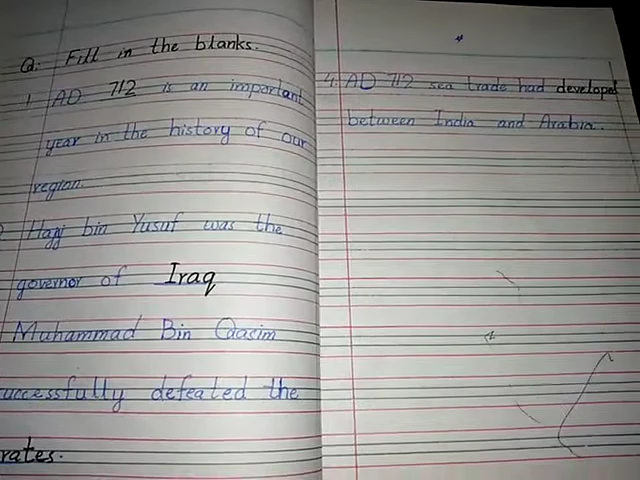 Q: Fill in the blanks.
1. AD 712 is an important
year in the history of our
region.
Hajj bin Yusuf was the
governor of Iraq
Muhammad Bin Qasim
uccessfully defeated the
rates.
4. AD 712 sea trade had developed
between India and Arabia.